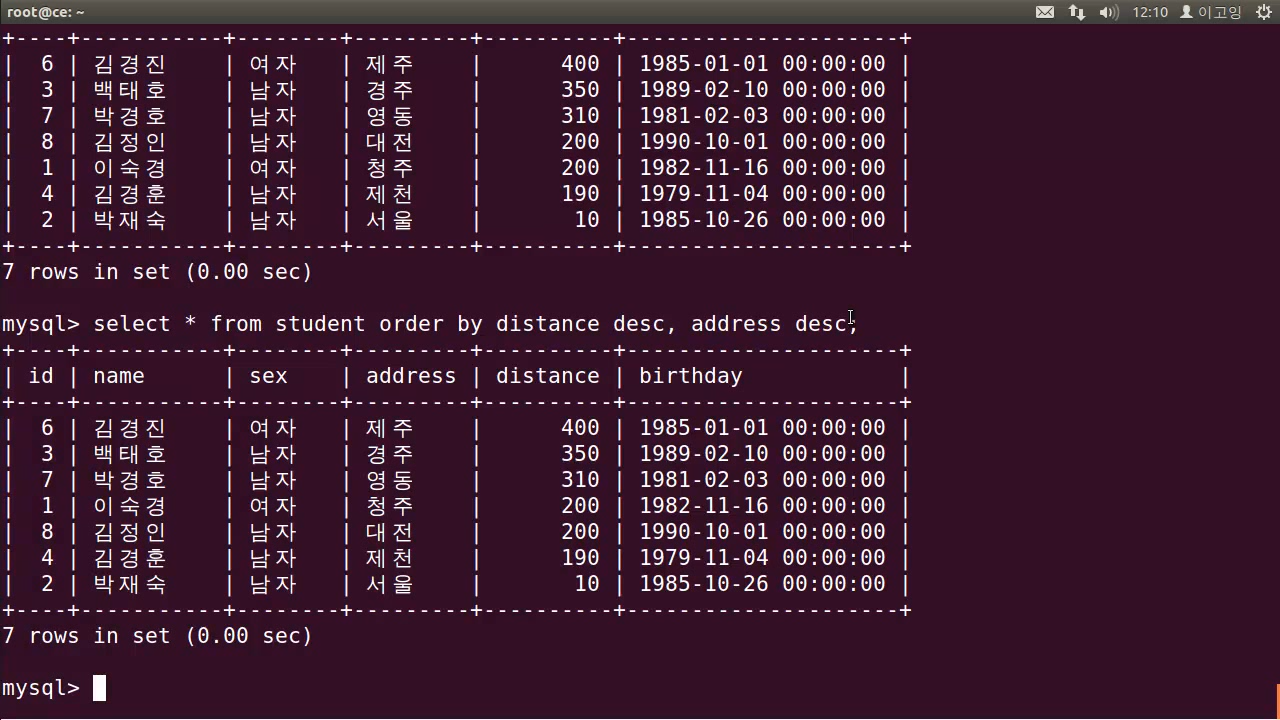 root@ce: ~ 12:10 이고잉
+----+-----------+--------+---------+----------+---------------------+
|  6 | 김경진    | 여자   | 제주    |      400 | 1985-01-01 00:00:00 |
|  3 | 백태호    | 남자   | 경주    |      350 | 1989-02-10 00:00:00 |
|  7 | 박경호    | 남자   | 영동    |      310 | 1981-02-03 00:00:00 |
|  8 | 김정인    | 남자   | 대전    |      200 | 1990-10-01 00:00:00 |
|  1 | 이숙경    | 여자   | 청주    |      200 | 1982-11-16 00:00:00 |
|  4 | 김경훈    | 남자   | 제천    |      190 | 1979-11-04 00:00:00 |
|  2 | 박재숙    | 남자   | 서울    |       10 | 1985-10-26 00:00:00 |
+----+-----------+--------+---------+----------+---------------------+
7 rows in set (0.00 sec)
mysql> select * from student order by distance desc, address desc;
+----+-----------+--------+---------+----------+---------------------+
| id | name      | sex    | address | distance | birthday            |
+----+-----------+--------+---------+----------+---------------------+
|  6 | 김경진    | 여자   | 제주    |      400 | 1985-01-01 00:00:00 |
|  3 | 백태호    | 남자   | 경주    |      350 | 1989-02-10 00:00:00 |
|  7 | 박경호    | 남자   | 영동    |      310 | 1981-02-03 00:00:00 |
|  1 | 이숙경    | 여자   | 청주    |      200 | 1982-11-16 00:00:00 |
|  8 | 김정인    | 남자   | 대전    |      200 | 1990-10-01 00:00:00 |
|  4 | 김경훈    | 남자   | 제천    |      190 | 1979-11-04 00:00:00 |
|  2 | 박재숙    | 남자   | 서울    |       10 | 1985-10-26 00:00:00 |
+----+-----------+--------+---------+----------+---------------------+
7 rows in set (0.00 sec)
mysql>